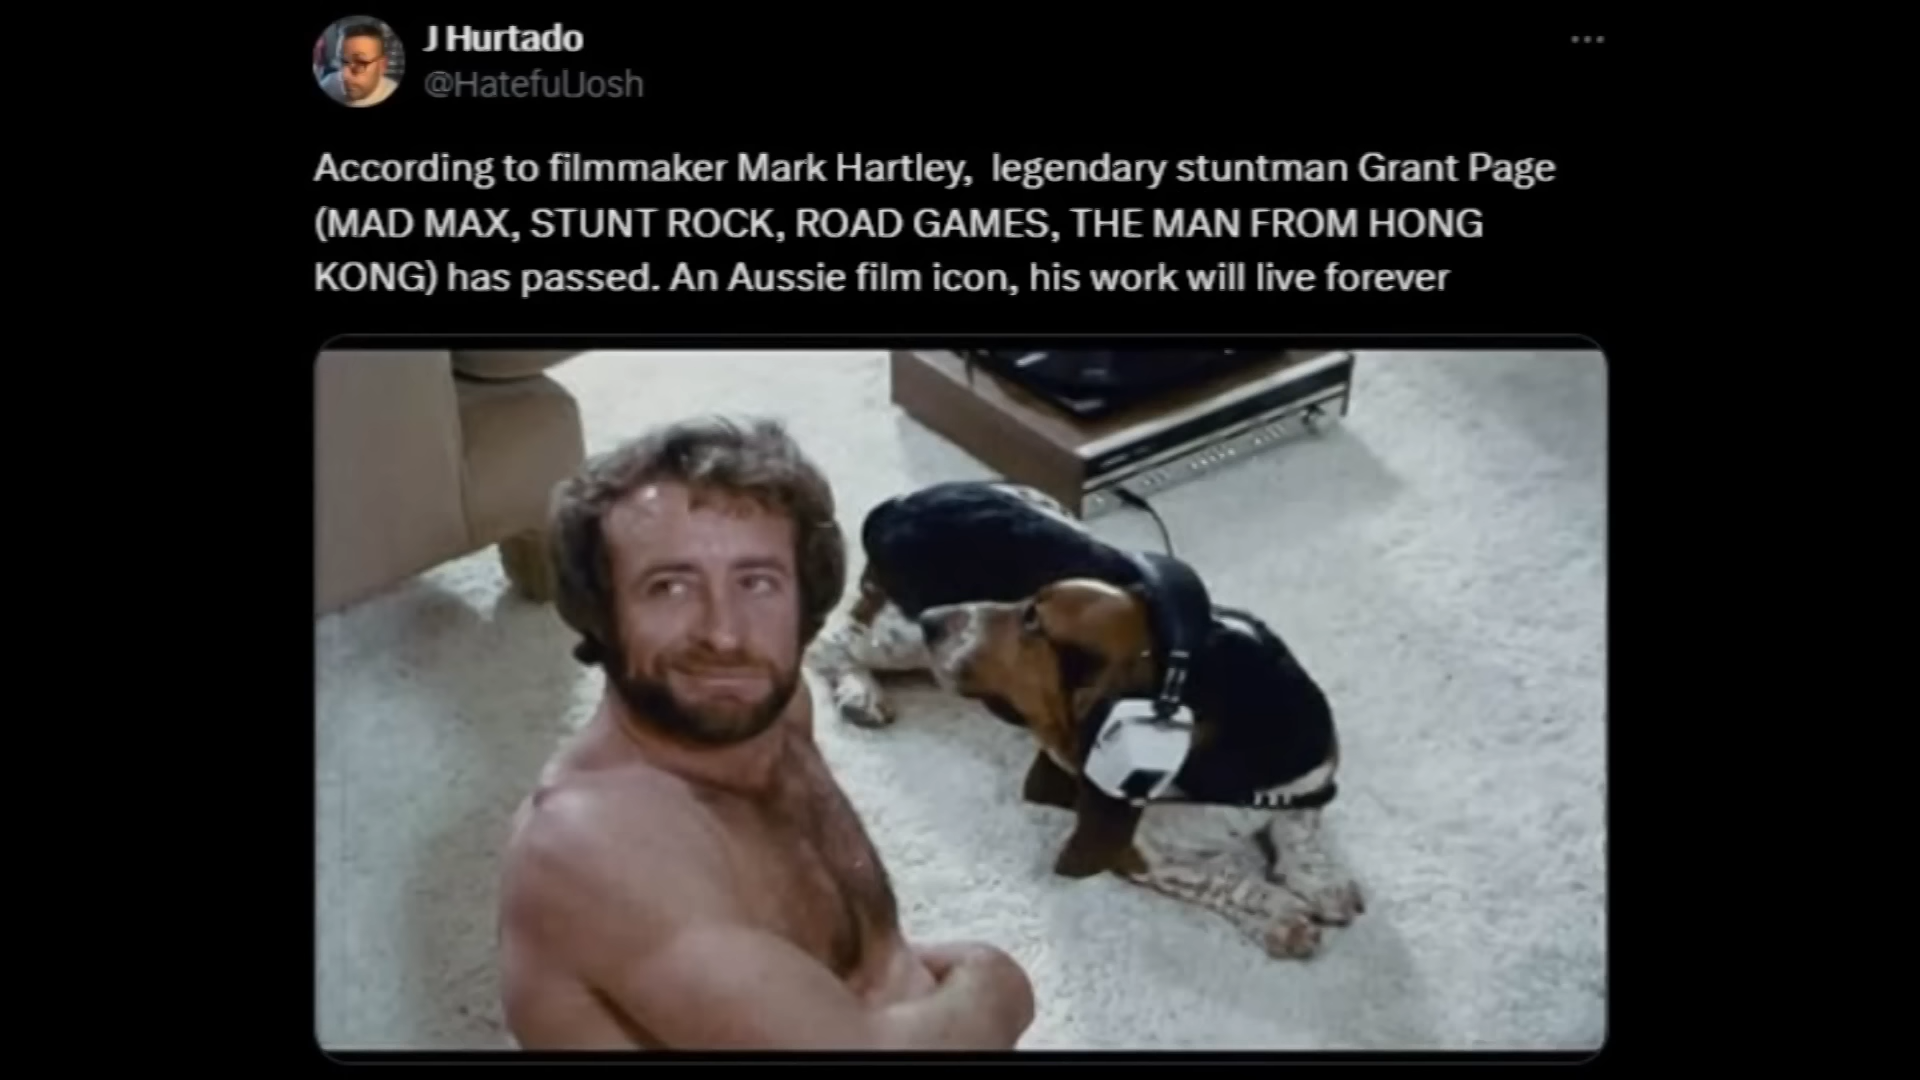 J Hurtado
@HatefulJosh
According to filmmaker Mark Hartley, legendary stuntman Grant Page
(MAD MAX, STUNT ROCK, ROAD GAMES, THE MAN FROM HONG
KONG) has passed. An Aussie film icon, his work will live forever